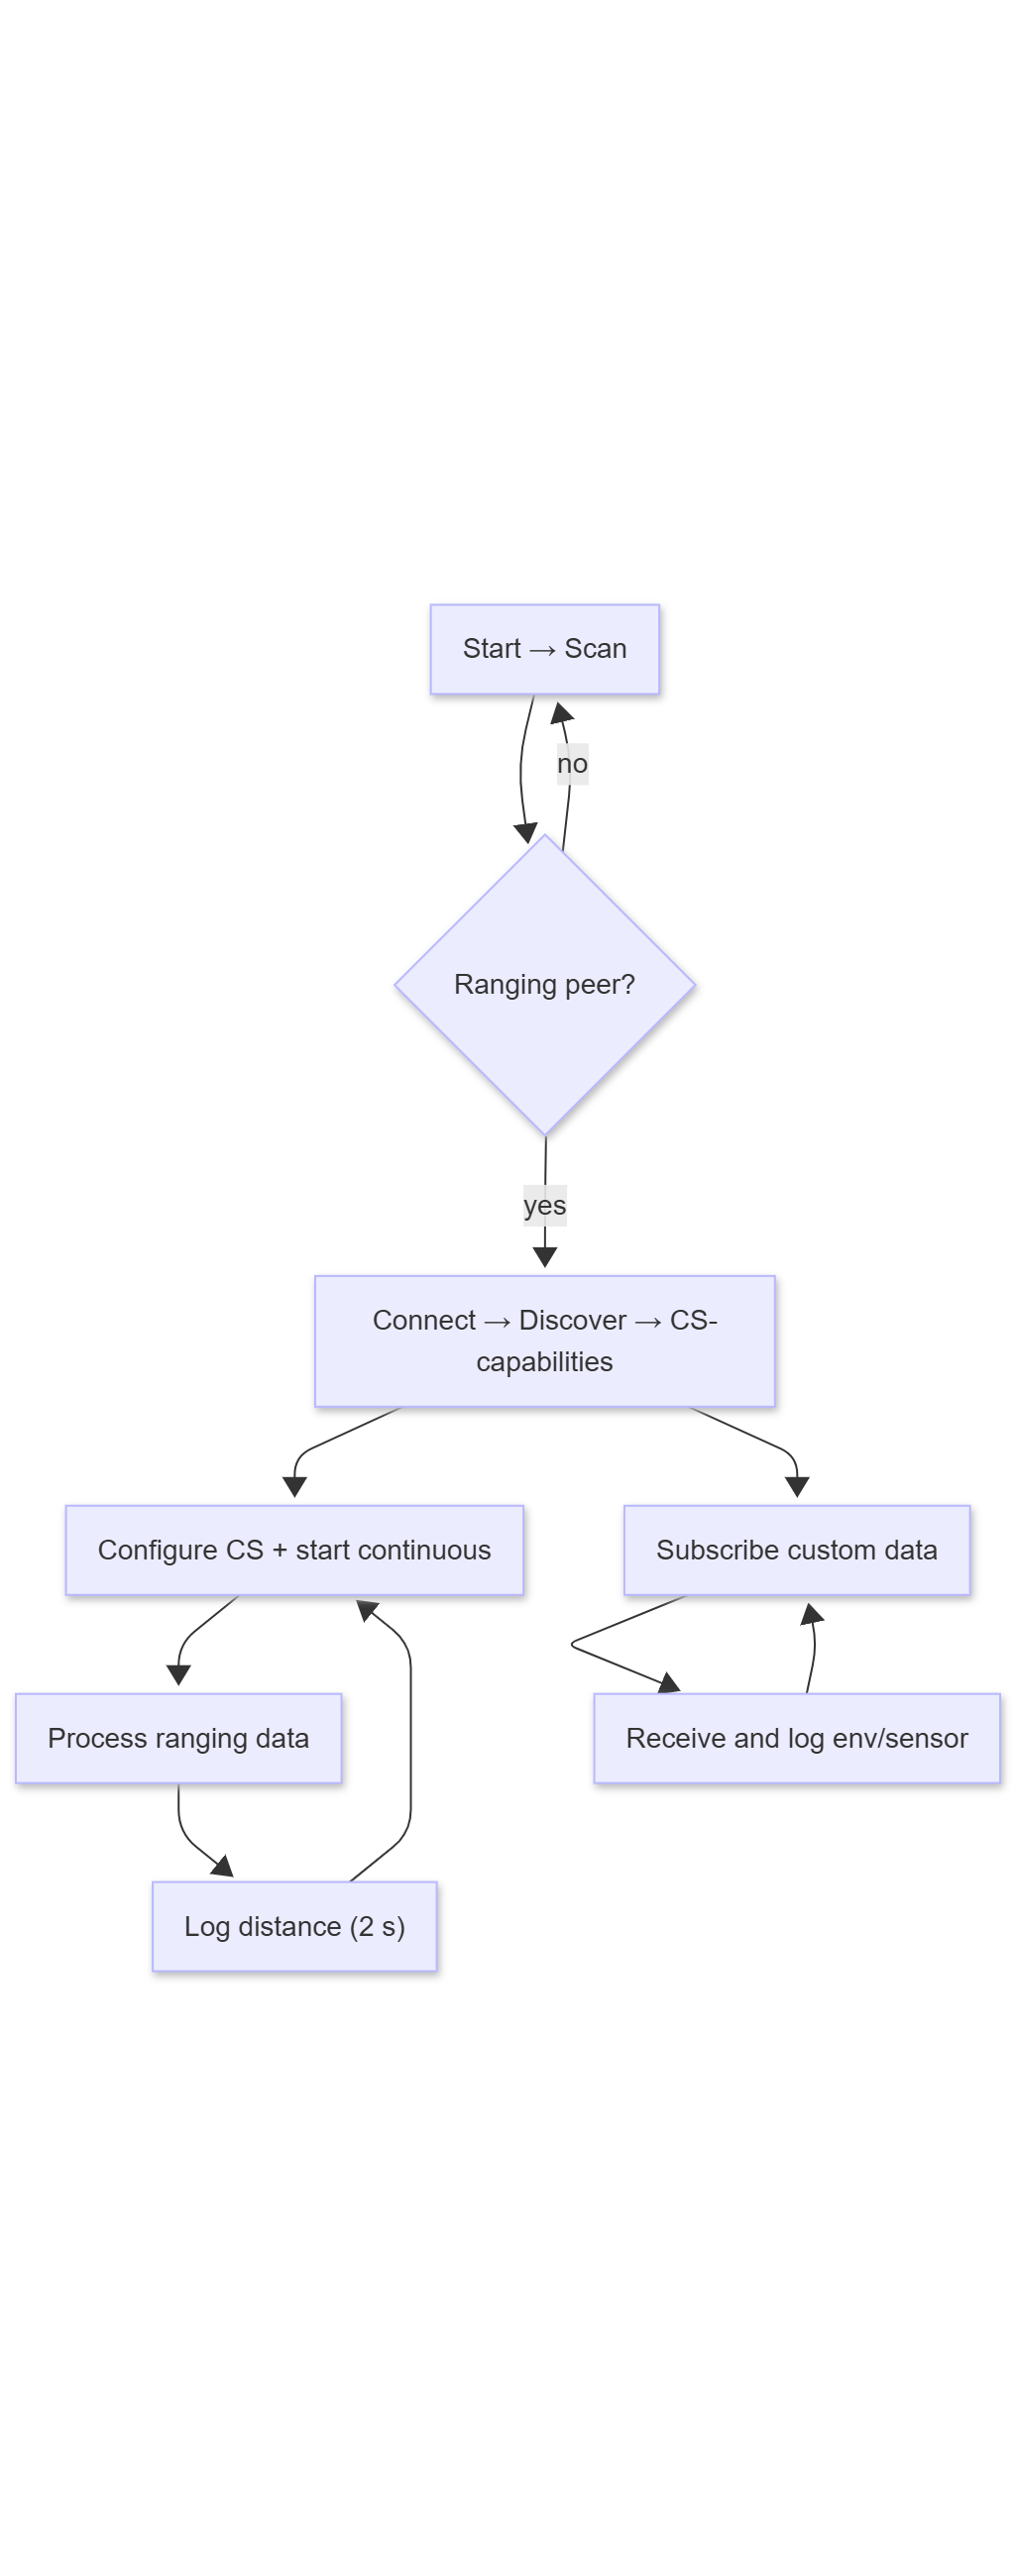 Start → Scan
no
Ranging peer?
yes
Connect → Discover → CS-
capabilities
Configure CS + start continuous
Subscribe custom data
Process ranging data
Receive and log env/sensor
Log distance (2 s)